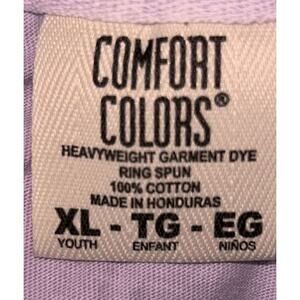 COMFORT
COLORS®
HEAVYWEIGHT GARMENT DYE
RING SPUN
100% COTTON
MADE IN HONDURAS
XL - TG - EG
YOUTH ENFANT NIÑOS